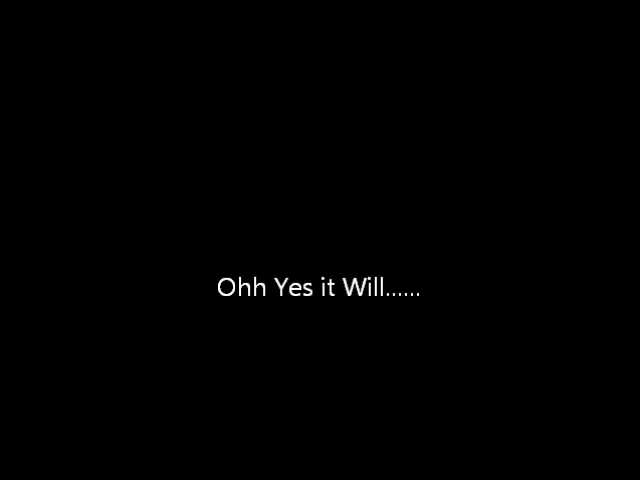 Ohh Yes it Will......